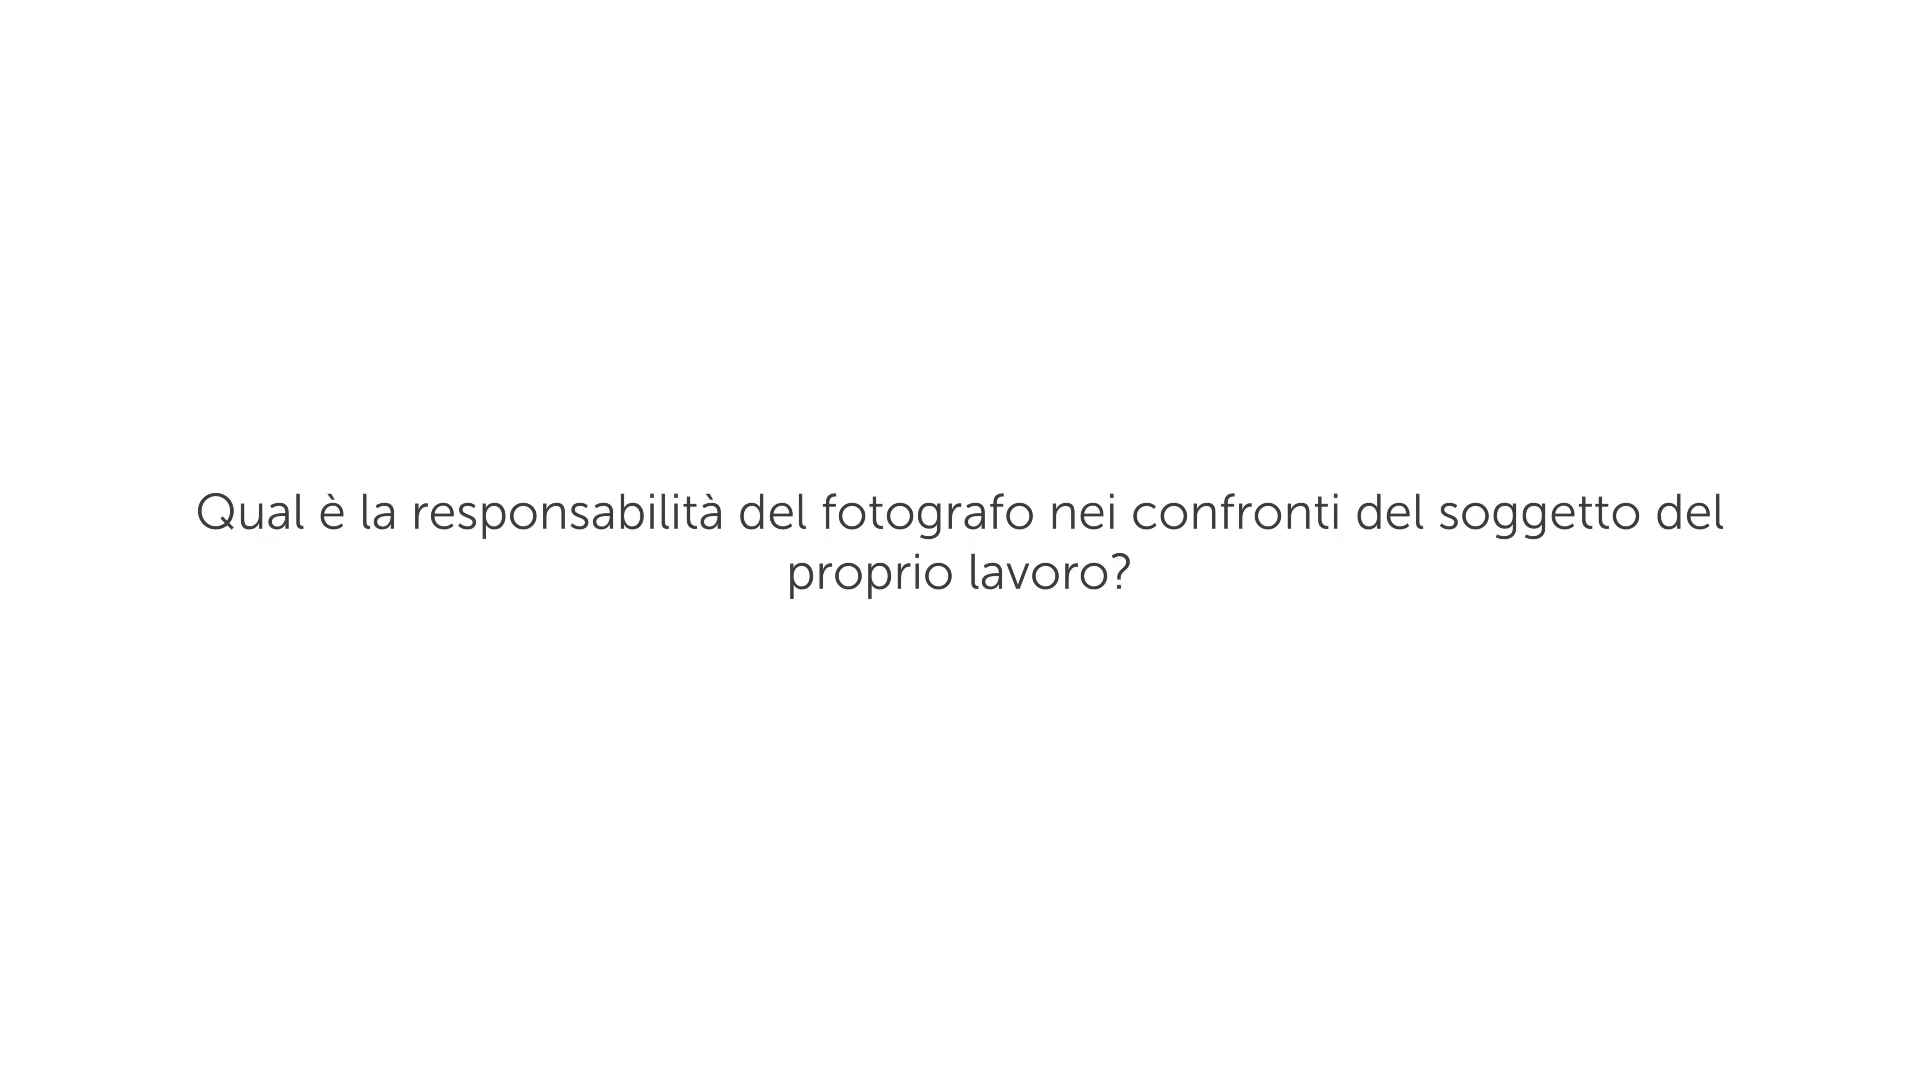 Qual è la responsabilità del fotografo nei confronti del soggetto del
proprio lavoro?